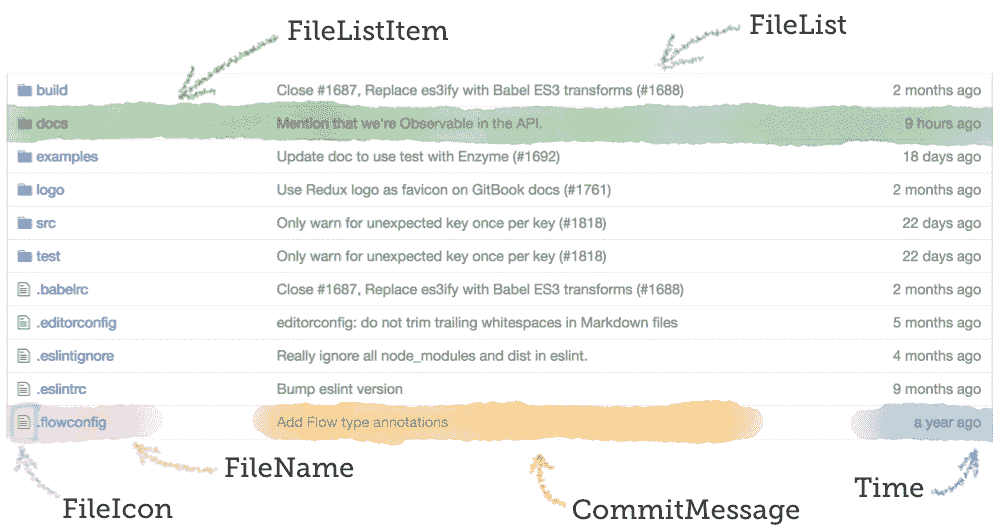 FileListItem
FileList
build Close #1687, Replace es3ify with Babel ES3 transforms (#1688) 2 months ago
docs Mention that we're Observable in the API. 9 hours ago
examples Update doc to use test with Enzyme (#1692) 18 days ago
logo Use Redux logo as favicon on GitBook docs (#1761) 2 months ago
src Only warn for unexpected key once per key (#1818) 22 days ago
test Only warn for unexpected key once per key (#1818) 22 days ago
.babelrc Close #1687, Replace es3ify with Babel ES3 transforms (#1688) 2 months ago
.editorconfig editorconfig: do not trim trailing whitespaces in Markdown files 5 months ago
.eslintignore Really ignore all node_modules and dist in eslint. 4 months ago
.eslintrc Bump eslint version 9 months ago
.flowconfig Add Flow type annotations a year ago
FileName
FileIcon
CommitMessage
Time